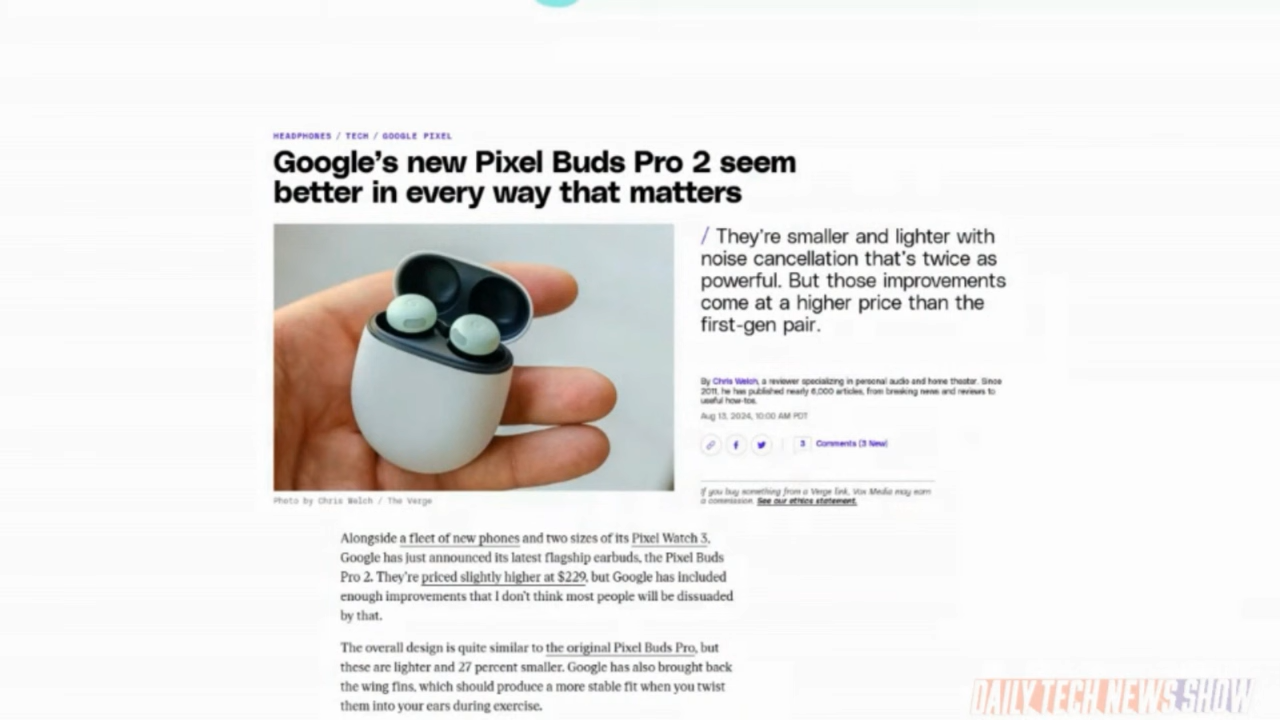 HEADPHONES / TECH / GOOGLE PIXEL
Google's new Pixel Buds Pro 2 seem
better in every way that matters
/ They're smaller and lighter with
noise cancellation that's twice as
powerful. But those improvements
come at a higher price than the
first-gen pair.
By Chris Welch, a reviewer specializing in personal audio and home theater. Since
2011, he has published nearly 6,000 articles, from breaking news and reviews to
useful how-tos.
Aug 13, 2024, 10:00 AM PDT
3 Comments (3 New)
If you buy something from a Verge link, Vox Media may earn
a commission. See our ethics statement.
Photo by Chris Welch / The Verge
Alongside a fleet of new phones and two sizes of its Pixel Watch 3,
Google has just announced its latest flagship earbuds, the Pixel Buds
Pro 2. They're priced slightly higher at $229, but Google has included
enough improvements that I don't think most people will be dissuaded
by that.
The overall design is quite similar to the original Pixel Buds Pro, but
these are lighter and 27 percent smaller. Google has also brought back
the wing fins, which should produce a more stable fit when you twist
them into your ears during exercise.
DAILY TECH NEWS SHOW